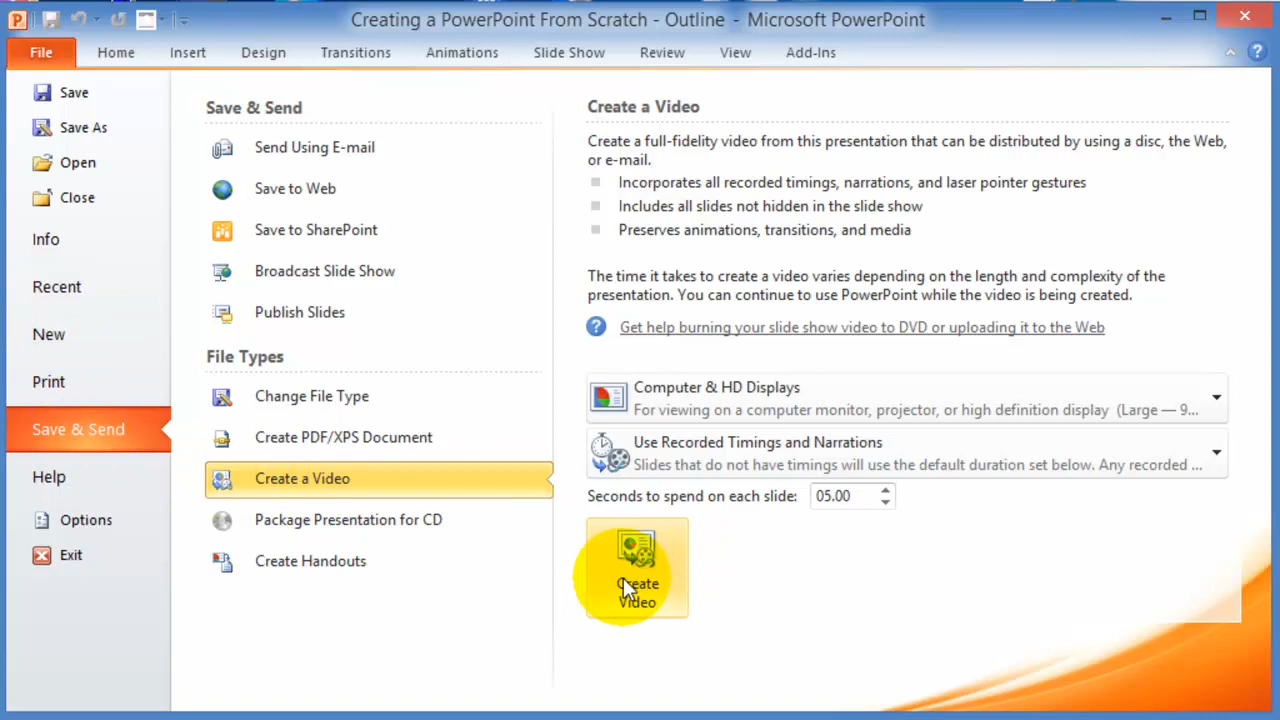 Creating a PowerPoint From Scratch - Outline - Microsoft PowerPoint
File Home Insert Design Transitions Animations Slide Show Review View Add-Ins
Save
Save As
Open
Close
Info
Recent
New
Print
Save & Send
Help
Options
Exit
Save & Send
Send Using E-mail
Save to Web
Save to SharePoint
Broadcast Slide Show
Publish Slides
File Types
Change File Type
Create PDF/XPS Document
Create a Video
Package Presentation for CD
Create Handouts
Create a Video
Create a full-fidelity video from this presentation that can be distributed by using a disc, the Web,
or e-mail.
Incorporates all recorded timings, narrations, and laser pointer gestures
Includes all slides not hidden in the slide show
Preserves animations, transitions, and media
The time it takes to create a video varies depending on the length and complexity of the
presentation. You can continue to use PowerPoint while the video is being created.
Get help burning your slide show video to DVD or uploading it to the Web
Computer & HD Displays
For viewing on a computer monitor, projector, or high definition display (Large — 9...
Use Recorded Timings and Narrations
Slides that do not have timings will use the default duration set below. Any recorded ...
Seconds to spend on each slide: 05.00
Create
Video